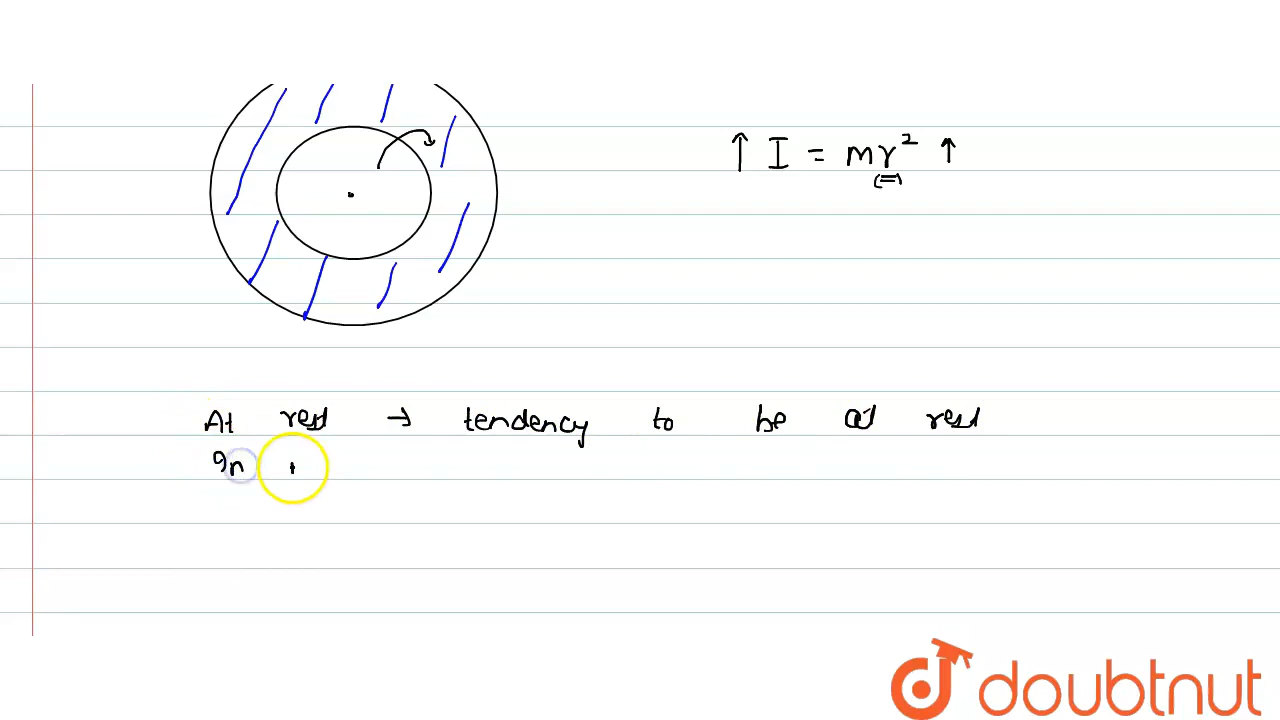 ↑ I = mr² ↑
(=)
At rest → tendency to be at rest
In
doubtnut